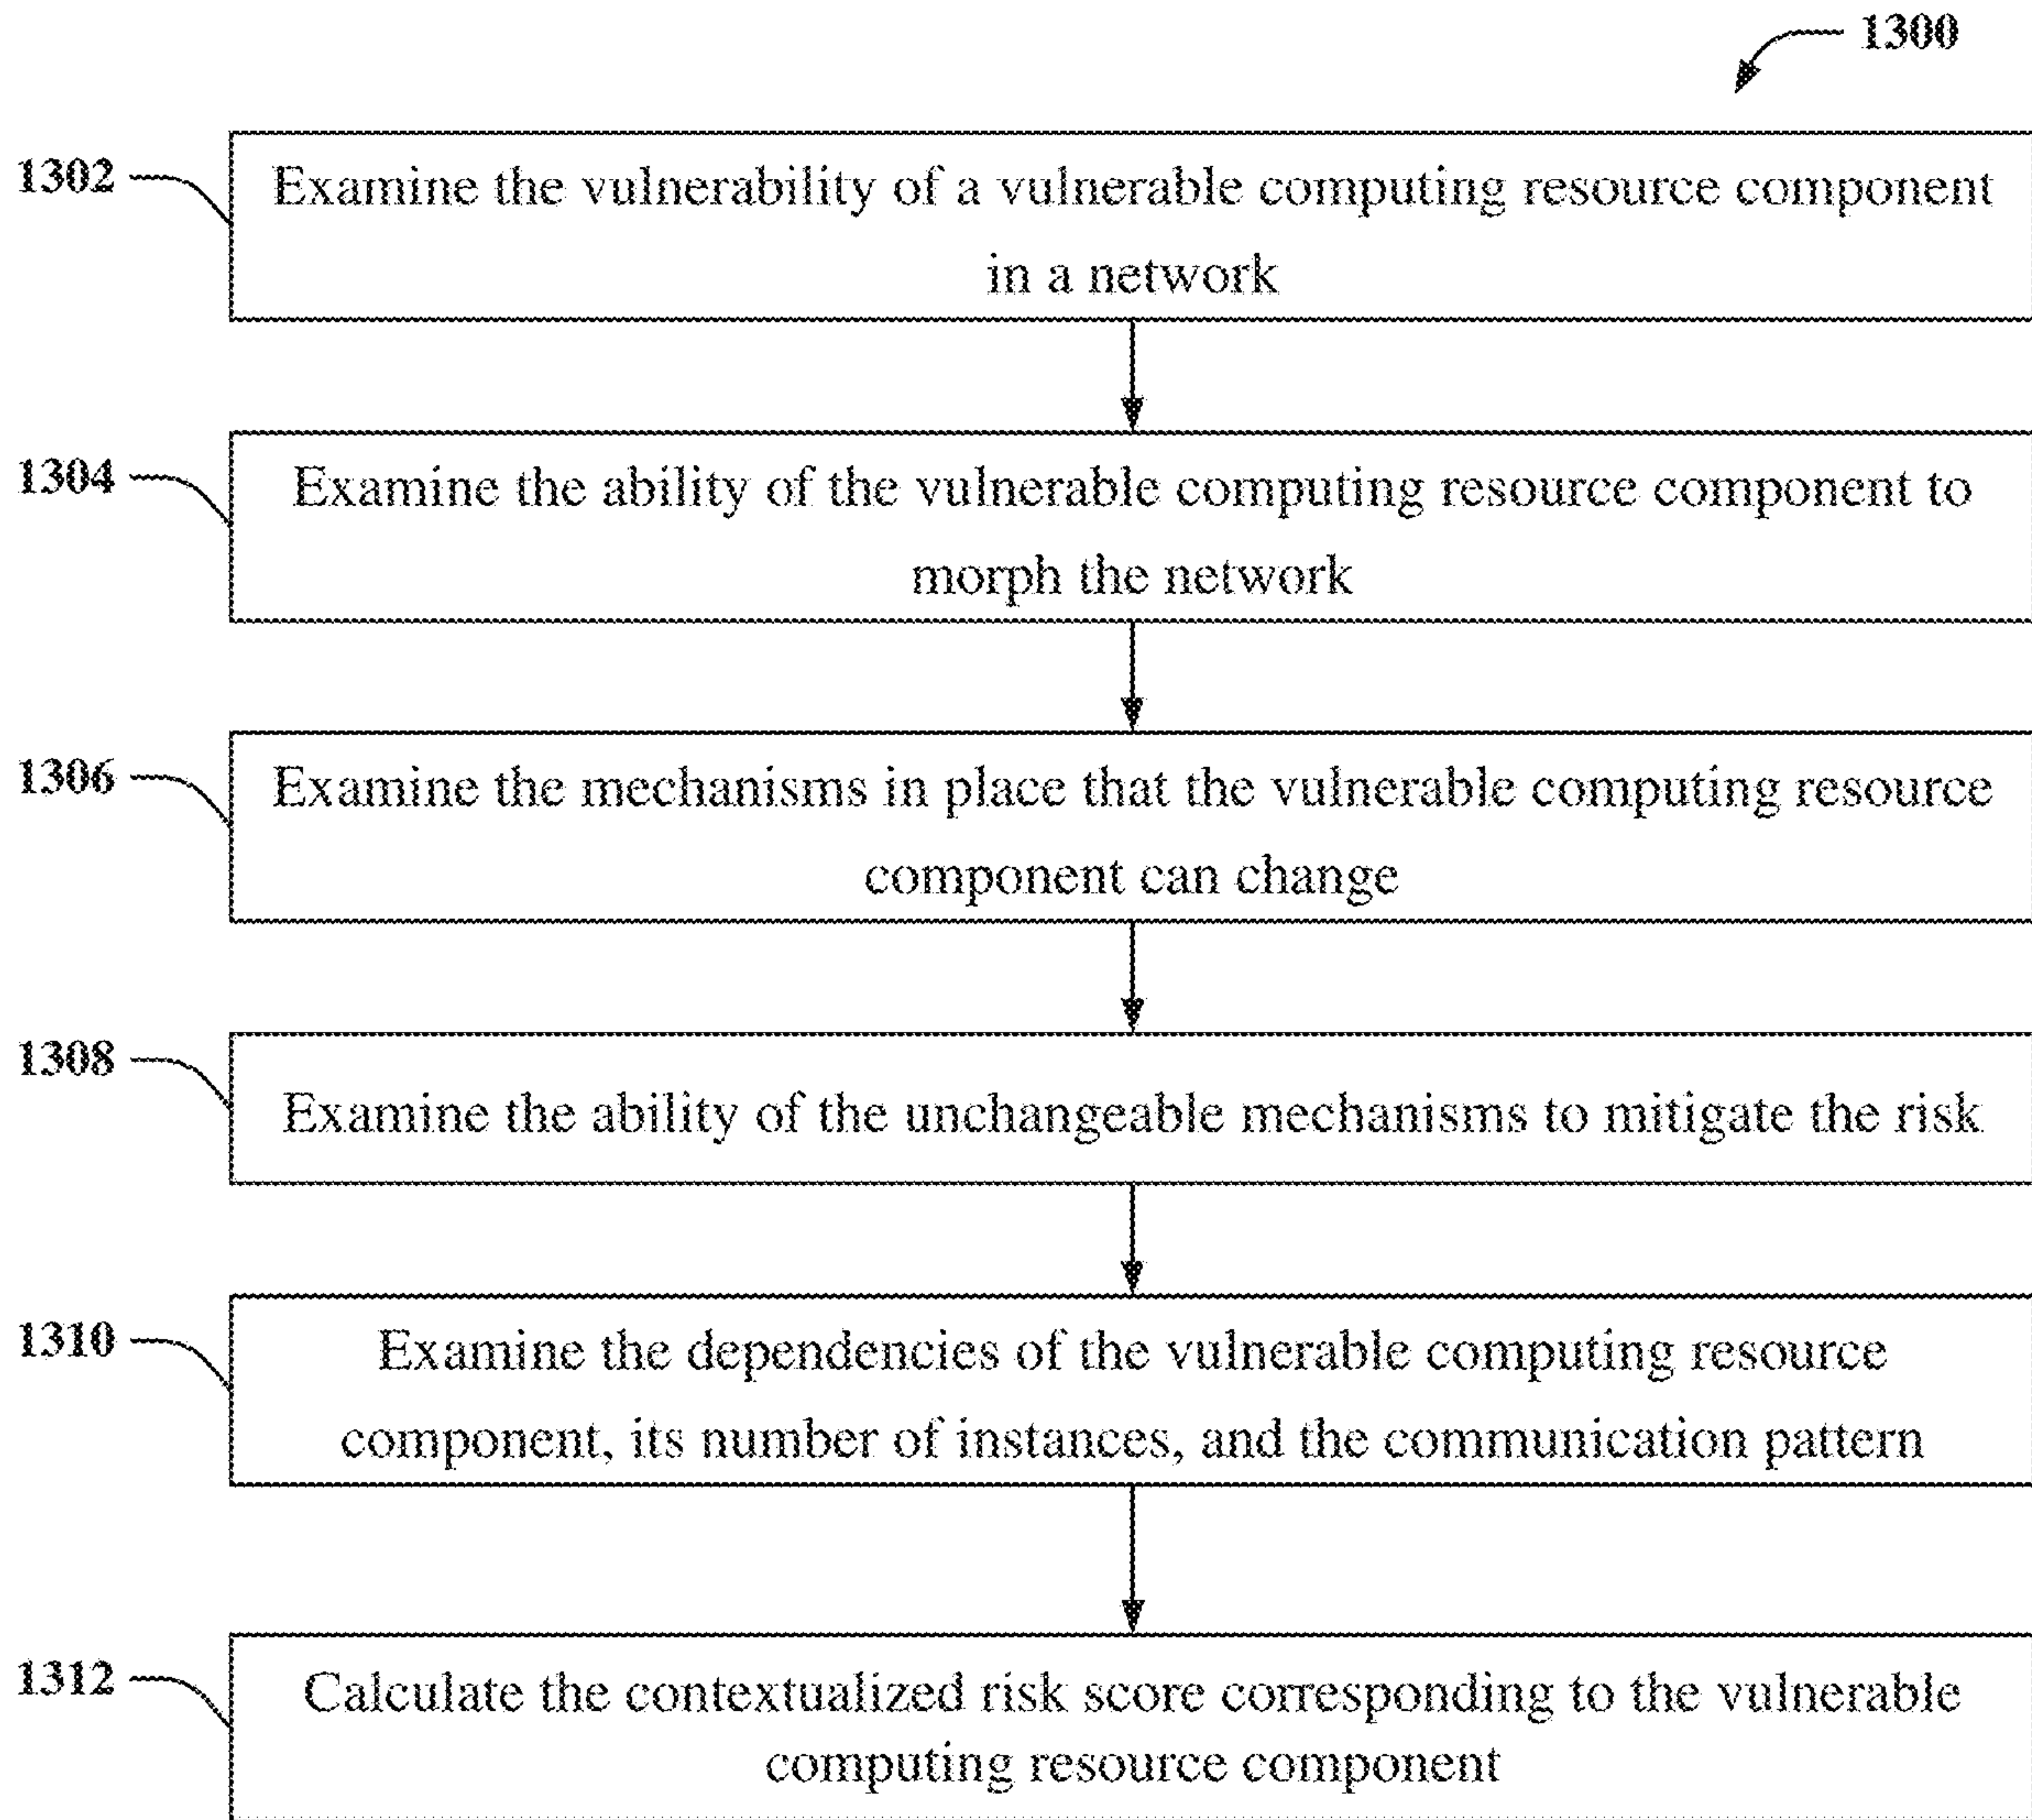 1300
1302
Examine the vulnerability of a vulnerable computing resource component
in a network
1304
Examine the ability of the vulnerable computing resource component to
morph the network
1306
Examine the mechanisms in place that the vulnerable computing resource
component can change
1308
Examine the ability of the unchangeable mechanisms to mitigate the risk
1310
Examine the dependencies of the vulnerable computing resource
component, its number of instances, and the communication pattern
1312
Calculate the contextualized risk score corresponding to the vulnerable
computing resource component